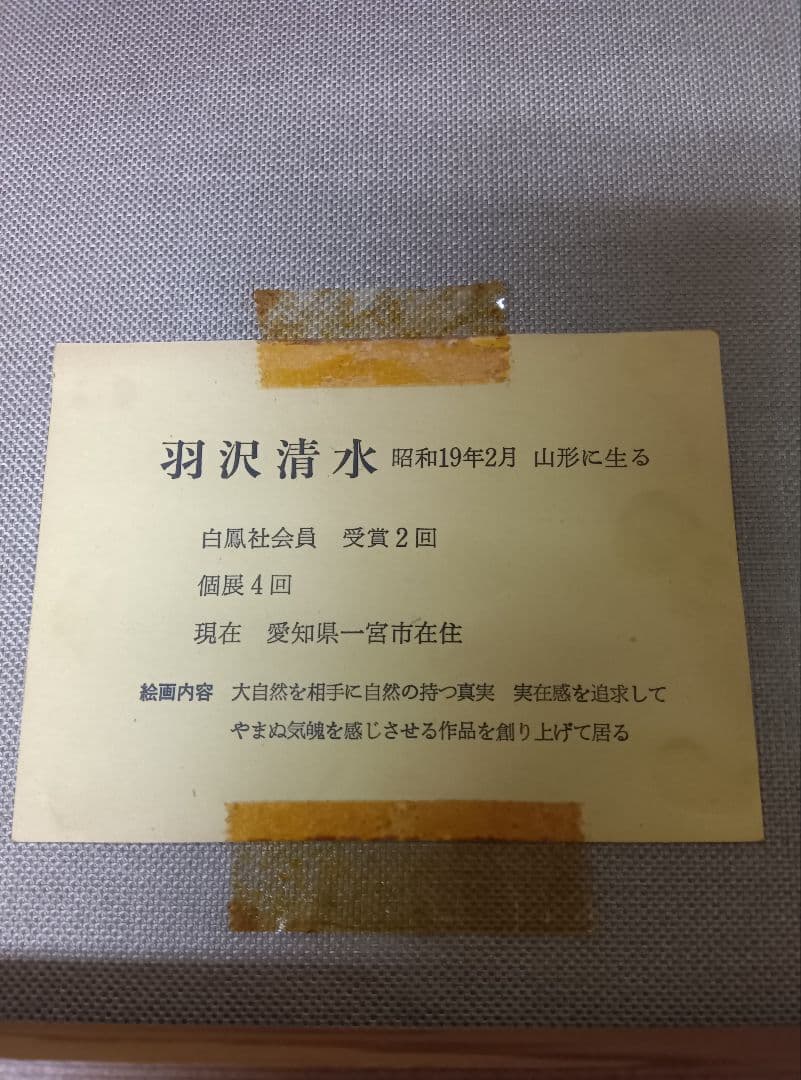 羽沢清水 昭和19年2月 山形に生る
白鳳社会員 受賞2回
個展4回
現在 愛知県一宮市在住
絵画内容 大自然を相手に自然の持つ真実 実在感を追求して
やまぬ気魄を感じさせる作品を創り上げて居る